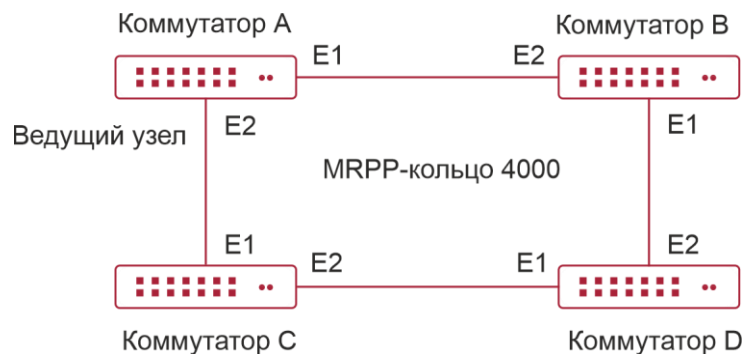 Коммутатор A
Коммутатор B
E1
E2
Ведущий узел
E2
E1
MRPP-кольцо 4000
E1
E2
E1
E2
Коммутатор C
Коммутатор D